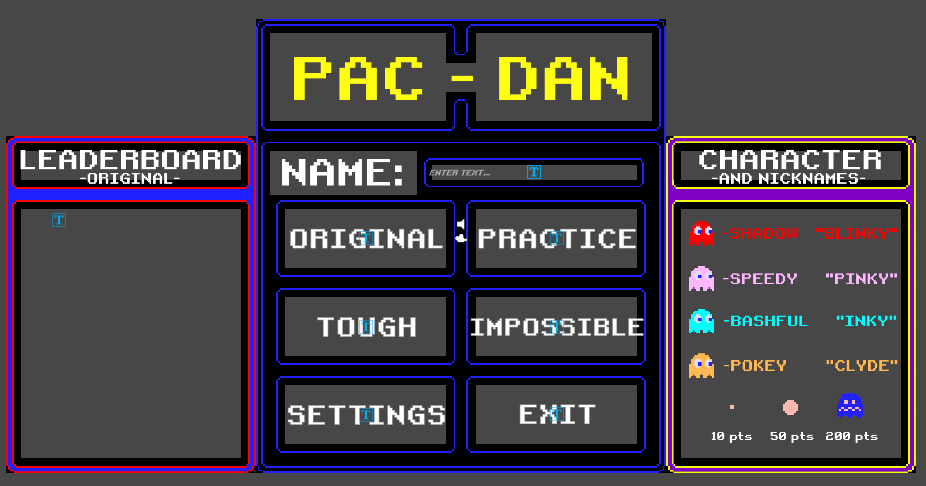 PAC - DAN
LEADERBOARD
-ORIGINAL-
NAME:
ENTER TEXT...
ORIGINAL
PRACTICE
TOUGH
IMPOSSIBLE
SETTINGS
EXIT
CHARACTER
-AND NICKNAMES-
-SHADOW "BLINKY"
-SPEEDY "PINKY"
-BASHFUL "INKY"
-POKEY "CLYDE"
10 pts 50 pts 200 pts